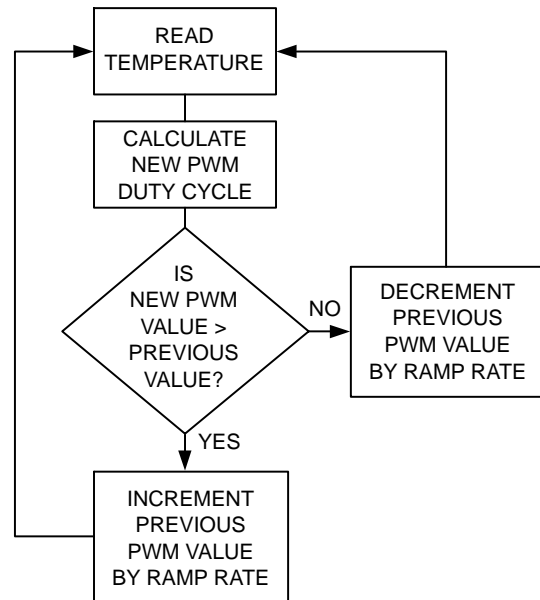 READ
TEMPERATURE
CALCULATE
NEW PWM
DUTY CYCLE
IS
NEW PWM
VALUE >
PREVIOUS
VALUE?
NO
DECREMENT
PREVIOUS
PWM VALUE
BY RAMP RATE
YES
INCREMENT
PREVIOUS
PWM VALUE
BY RAMP RATE